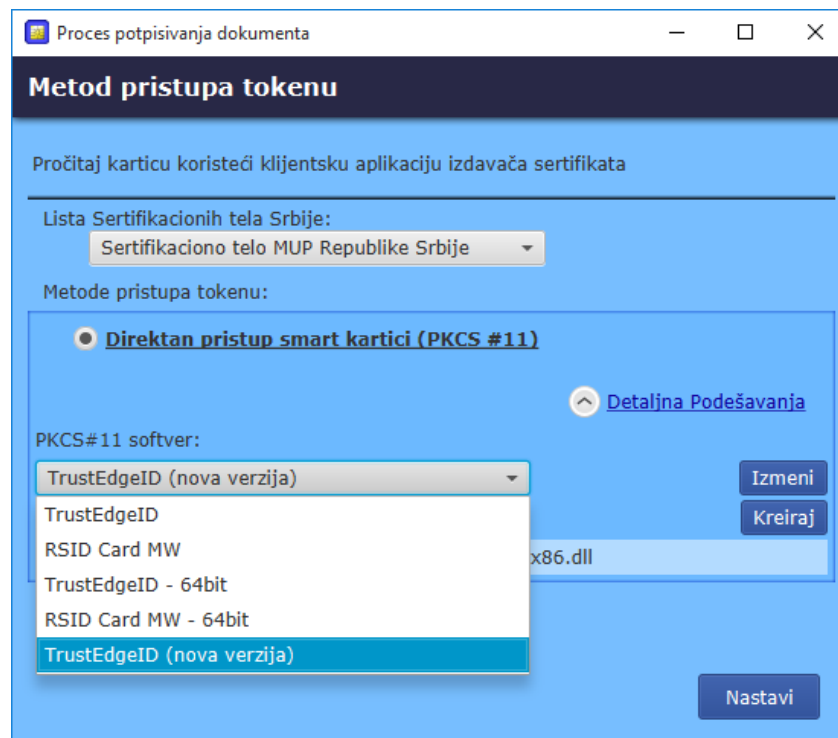 Proces potpisivanja dokumenta
Metod pristupa tokenu
Pročitaj karticu koristeći klijentsku aplikaciju izdavača sertifikata
Lista Sertifikacionih tela Srbije:
Sertifikaciono telo MUP Republike Srbije
Metode pristupa tokenu:
Direktan pristup smart kartici (PKCS #11)
Detaljna Podešavanja
PKCS#11 softver:
TrustEdgeID (nova verzija)
Izmeni
TrustEdgeID
Kreiraj
RSID Card MW
x86.dll
TrustEdgeID - 64bit
RSID Card MW - 64bit
TrustEdgeID (nova verzija)
Nastavi